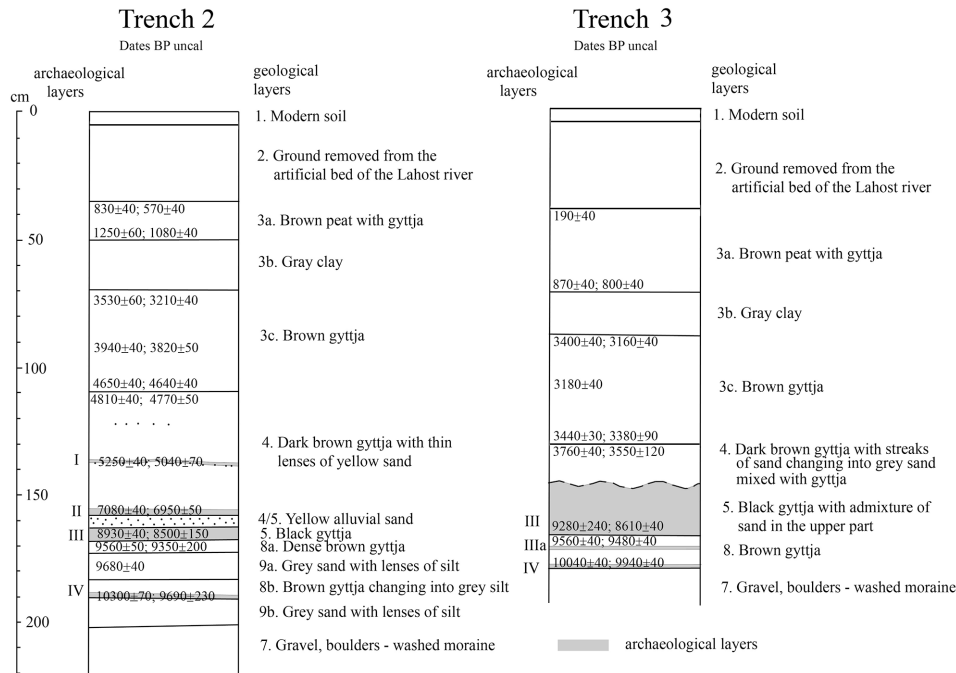 Trench 2
Dates BP uncal
archaeological
layers
geological
layers
cm
0
50
100
150
200
1. Modern soil
2. Ground removed from the
artificial bed of the Lahost river
830±40; 570±40
3a. Brown peat with gyttja
1250±60; 1080±40
3b. Gray clay
3530±60; 3210±40
3c. Brown gyttja
3940±40; 3820±50
4650±40; 4640±40
4810±40; 4770±50
4. Dark brown gyttja with thin
lenses of yellow sand
I
5250±40; 5040±70
II
7080±40; 6950±50
4/5. Yellow alluvial sand
III
8930±40; 8500±150
5. Black gyttja
9560±50; 9350±200
8a. Dense brown gyttja
9680±40
9a. Grey sand with lenses of silt
8b. Brown gyttja changing into grey silt
IV
10300±70; 9690±230
9b. Grey sand with lenses of silt
7. Gravel, boulders - washed moraine
Trench 3
Dates BP uncal
archaeological
layers
geological
layers
1. Modern soil
2. Ground removed from the
artificial bed of the Lahost river
190±40
3a. Brown peat with gyttja
870±40; 800±40
3b. Gray clay
3400±40; 3160±40
3180±40
3c. Brown gyttja
3440±30; 3380±90
3760±40; 3550±120
4. Dark brown gyttja with streaks
of sand changing into grey sand
mixed with gyttja
5. Black gyttja with admixture of
sand in the upper part
III
9280±240; 8610±40
IIIa
9560±40; 9480±40
8. Brown gyttja
IV
10040±40; 9940±40
7. Gravel, boulders - washed moraine
archaeological layers